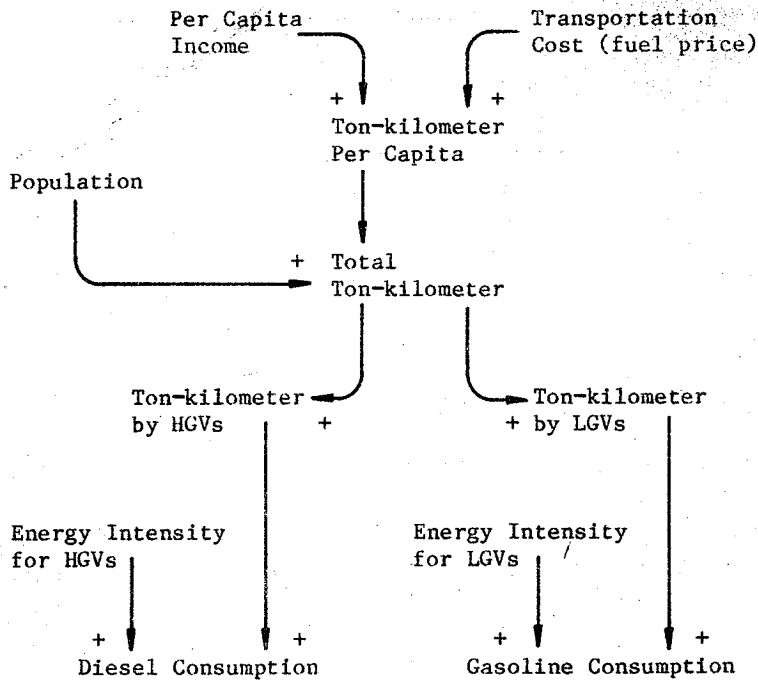 Per Capita
Income
Transportation
Cost (fuel price)
+
+
Ton-kilometer
Per Capita
Population
+
Total
Ton-kilometer
Ton-kilometer
by HGVs
+
Ton-kilometer
+ by LGVs
Energy Intensity
for HGVs
Energy Intensity
for LGVs
+
+
Diesel Consumption
+
+
Gasoline Consumption